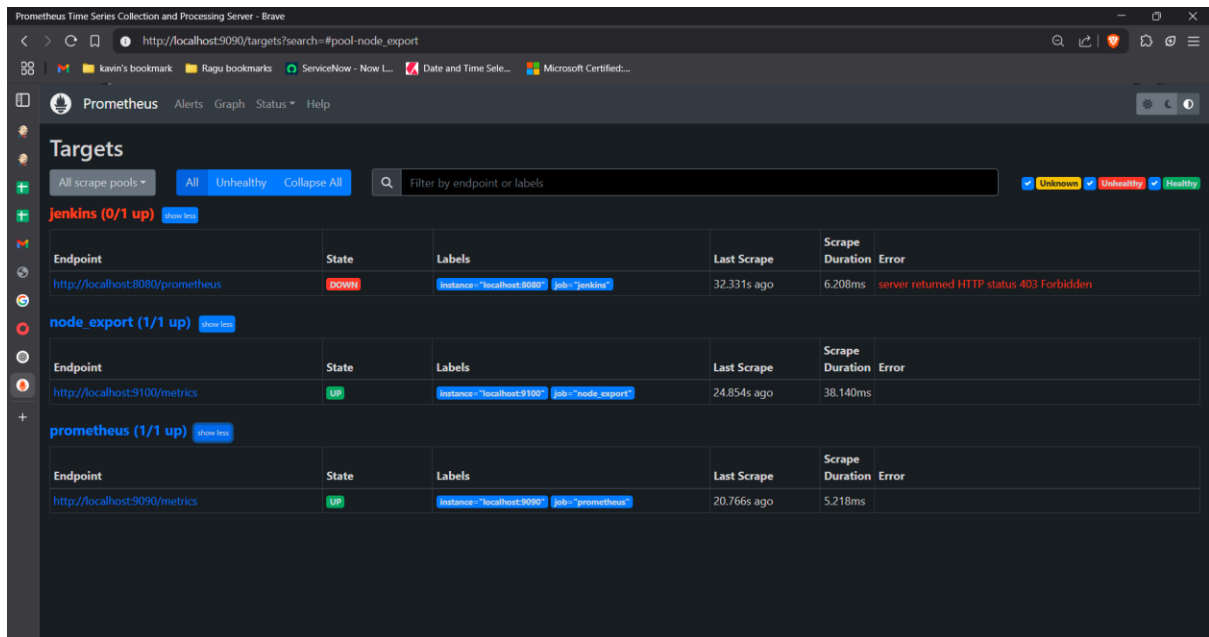 Prometheus Time Series Collection and Processing Server - Brave
http://localhost:9090/targets?search=#pool-node_export
kavin's bookmark Ragu bookmarks ServiceNow - Now L... Date and Time Sele... Microsoft Certified:...
Prometheus Alerts Graph Status Help
Targets
All scrape pools All Unhealthy Collapse All Filter by endpoint or labels Unknown Unhealthy Healthy
jenkins (0/1 up) show less
Endpoint State Labels Last Scrape Scrape Duration Error
http://localhost:8080/prometheus DOWN instance="localhost:8080" job="jenkins" 32.331s ago 6.208ms server returned HTTP status 403 Forbidden
node_export (1/1 up) show less
Endpoint State Labels Last Scrape Scrape Duration Error
http://localhost:9100/metrics UP instance="localhost:9100" job="node_export" 24.854s ago 38.140ms
prometheus (1/1 up) show less
Endpoint State Labels Last Scrape Scrape Duration Error
http://localhost:9090/metrics UP instance="localhost:9090" job="prometheus" 20.766s ago 5.218ms